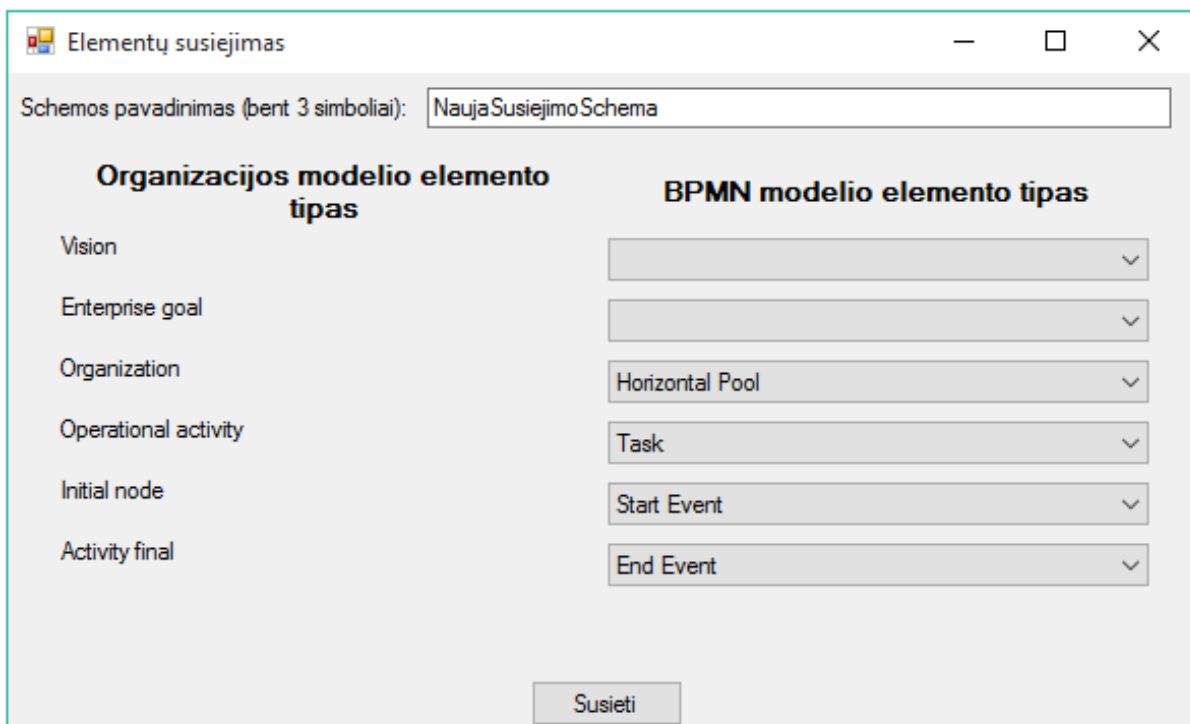 Elementų susiejimas
Schemos pavadinimas (bent 3 simboliai): NaujaSusiejimoSchema
Organizacijos modelio elemento
tipas
BPMN modelio elemento tipas
Vision
Enterprise goal
Organization Horizontal Pool
Operational activity Task
Initial node Start Event
Activity final End Event
Susieti